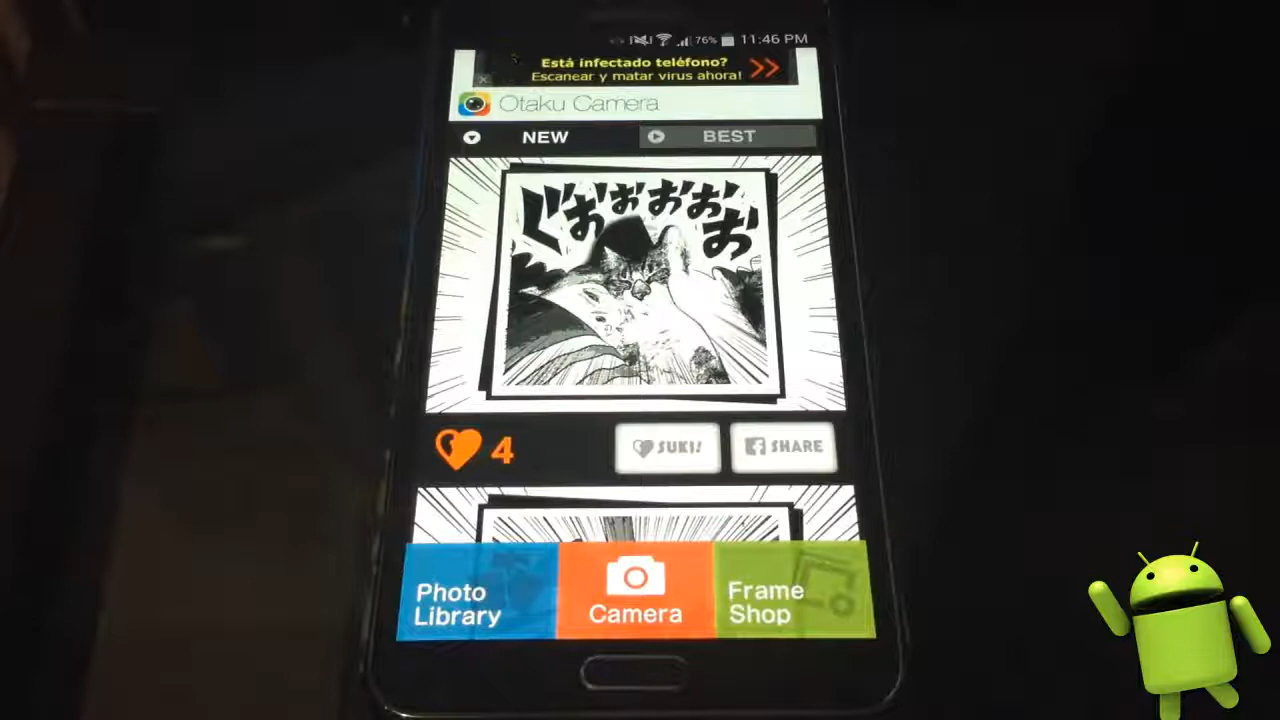 76% 11:46 PM
Está infectado teléfono?
Escanear y matar virus ahora!
Otaku Camera
NEW
BEST
ぐおおおおお
4
SUKI!
SHARE
Photo
Library
Camera
Frame
Shop